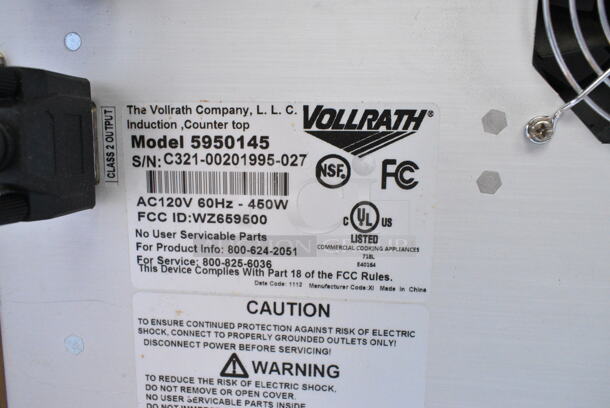 CLASS 2 OUTPUT
The Vollrath Company, L. L. C.
Induction ,Counter top
VOLLRATH®
Model 5950145
S/N: C321-00201995-027
NSF®
FC
AC120V 60Hz - 450W
FCC ID:WZ659500
C UL US
LISTED
COMMERCIAL COOKING APPLIANCES
718L
E40164
No User Servicable Parts
For Product Info: 800-624-2051
For Service: 800-825-6036
This Device Complies With Part 18 of the FCC Rules.
Date Code: 1112 Manufacturer Code:XI Made in China
CAUTION
TO ENSURE CONTINUED PROTECTION AGAINST RISK OF ELECTRIC
SHOCK, CONNECT TO PROPERLY GROUNDED OUTLETS ONLY!
DISCONNECT POWER BEFORE SERVICING!
WARNING
TO REDUCE THE RISK OF ELECTRIC SHOCK,
DO NOT REMOVE OR OPEN COVER.
NO USER SERVICABLE PARTS INSIDE